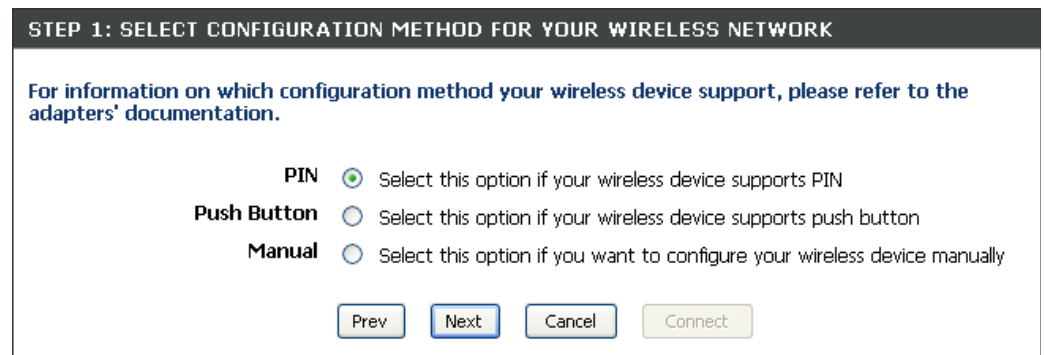 STEP 1: SELECT CONFIGURATION METHOD FOR YOUR WIRELESS NETWORK
For information on which configuration method your wireless device support, please refer to the
adapters' documentation.
PIN Select this option if your wireless device supports PIN
Push Button Select this option if your wireless device supports push button
Manual Select this option if you want to configure your wireless device manually
Prev Next Cancel Connect